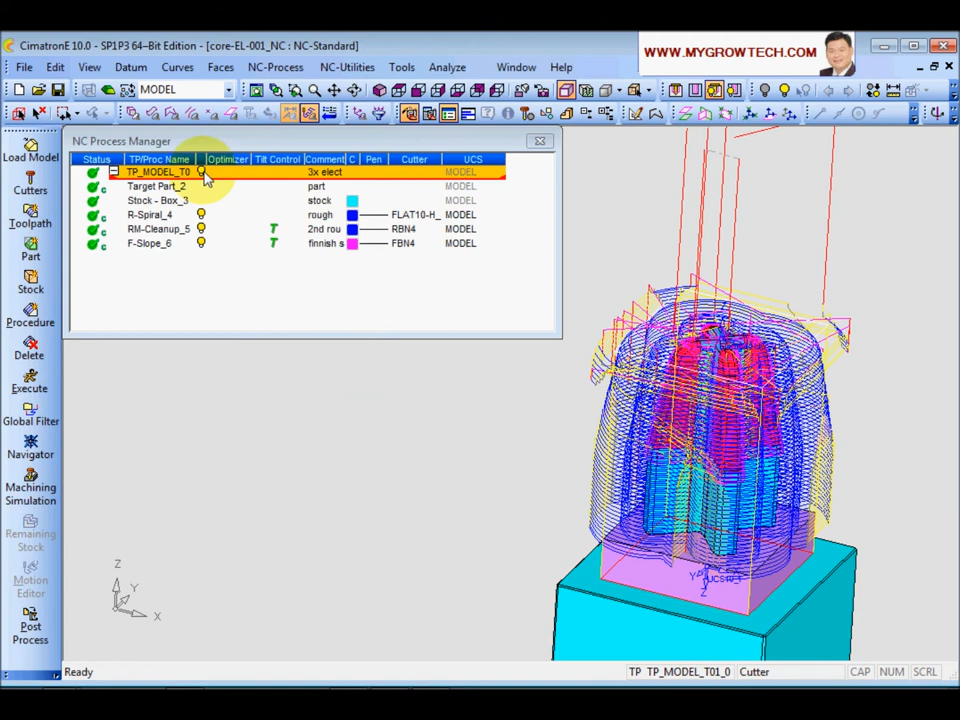 CimatronE 10.0 - SP1P3 64-Bit Edition - [core-EL-001_NC : NC-Standard]
WWW.MYGROWTECH.COM
File Edit View Datum Curves Faces NC-Process NC-Utilities Tools Analyze Window Help
MODEL
NC Process Manager
Status TP/Proc Name Optimizer Tilt Control Comment C Pen Cutter UCS
TP_MODEL_T0 3x elect MODEL
Target Part_2 part MODEL
Stock - Box_3 stock MODEL
R-Spiral_4 rough FLAT10-H_ MODEL
RM-Cleanup_5 T 2nd rou RBN4 MODEL
F-Slope_6 T finnish s FBN4 MODEL
Load Model
Cutters
Toolpath
Part
Stock
Procedure
Delete
Execute
Global Filter
Navigator
Machining
Simulation
Remaining
Stock
Motion
Editor
Post
Process
Z
Y
X
Z
Ready TP TP_MODEL_T01_0 Cutter CAP NUM SCRL